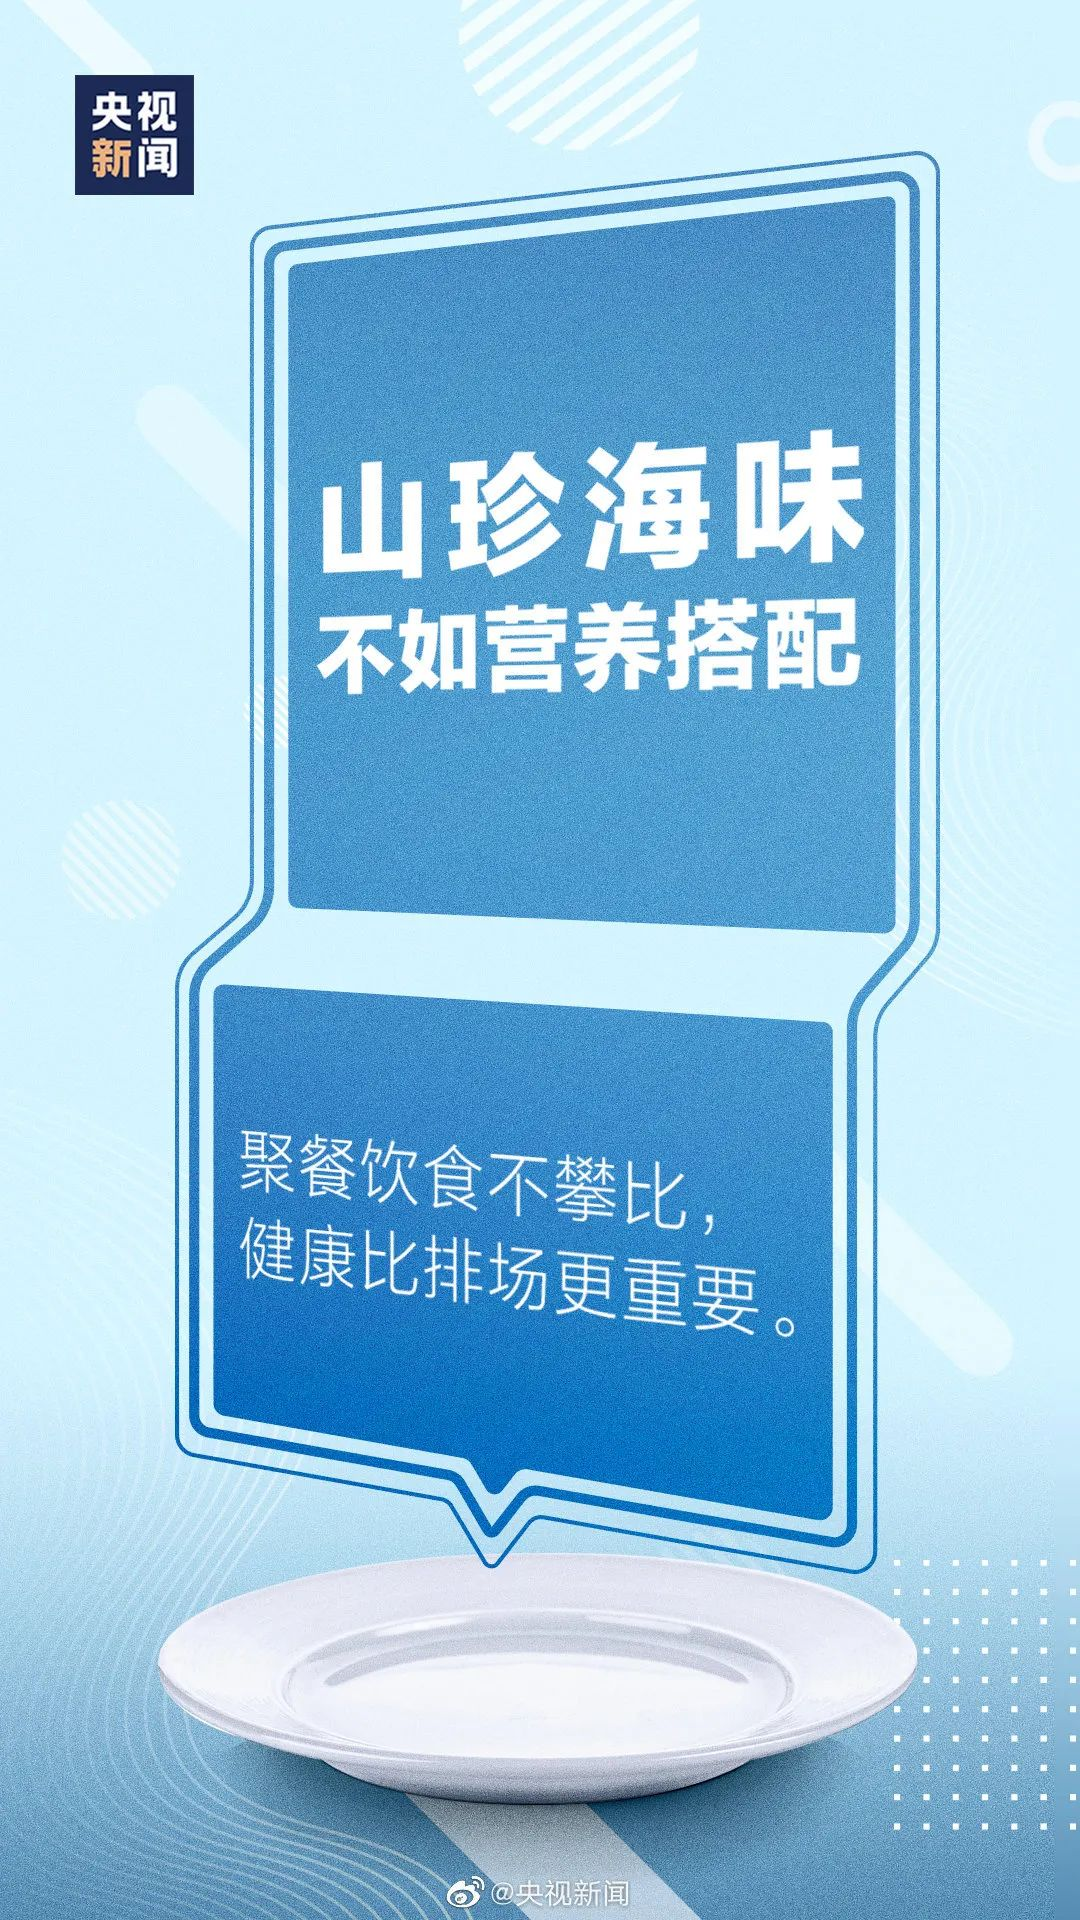 央视
新闻
山珍海味
不如营养搭配
聚餐饮食不攀比，
健康比排场更重要。
@央视新闻